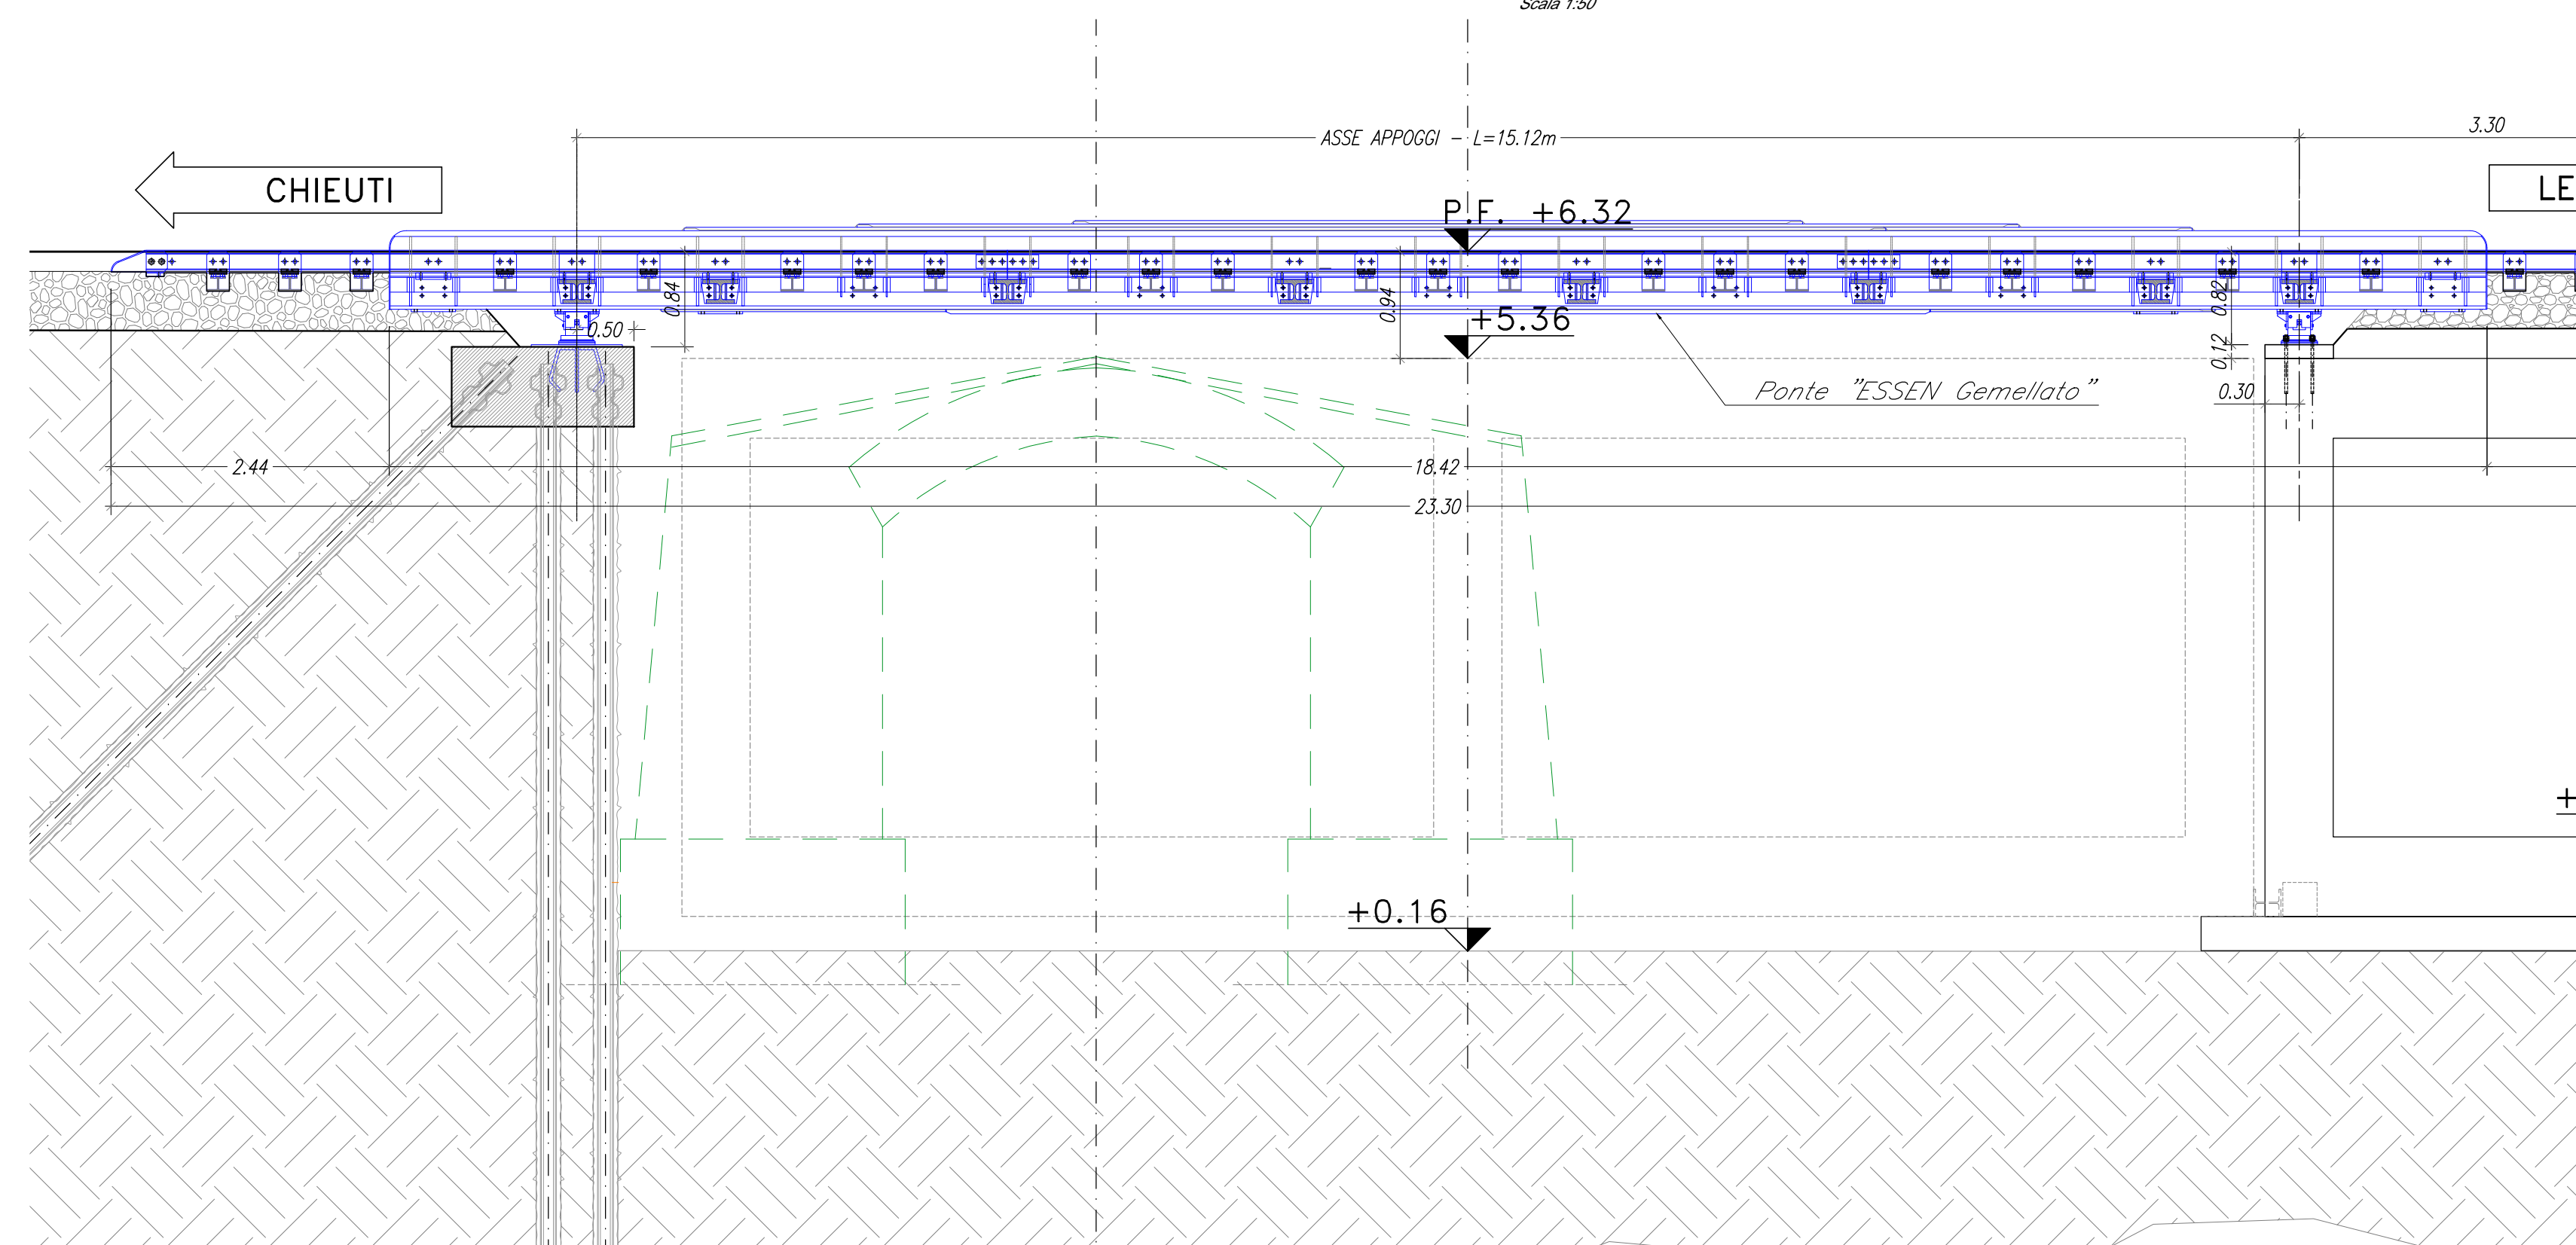 Scala 1:50
ASSE APPOGGI - L=15.12m
3.30
CHIEUTI
LE
P.F. +6.32
0.84
0.94
0.82
0.50
+5.36
0.12
Ponte "ESSEN Gemellato"
0.30
2.44
18.42
23.30
+
+0.16